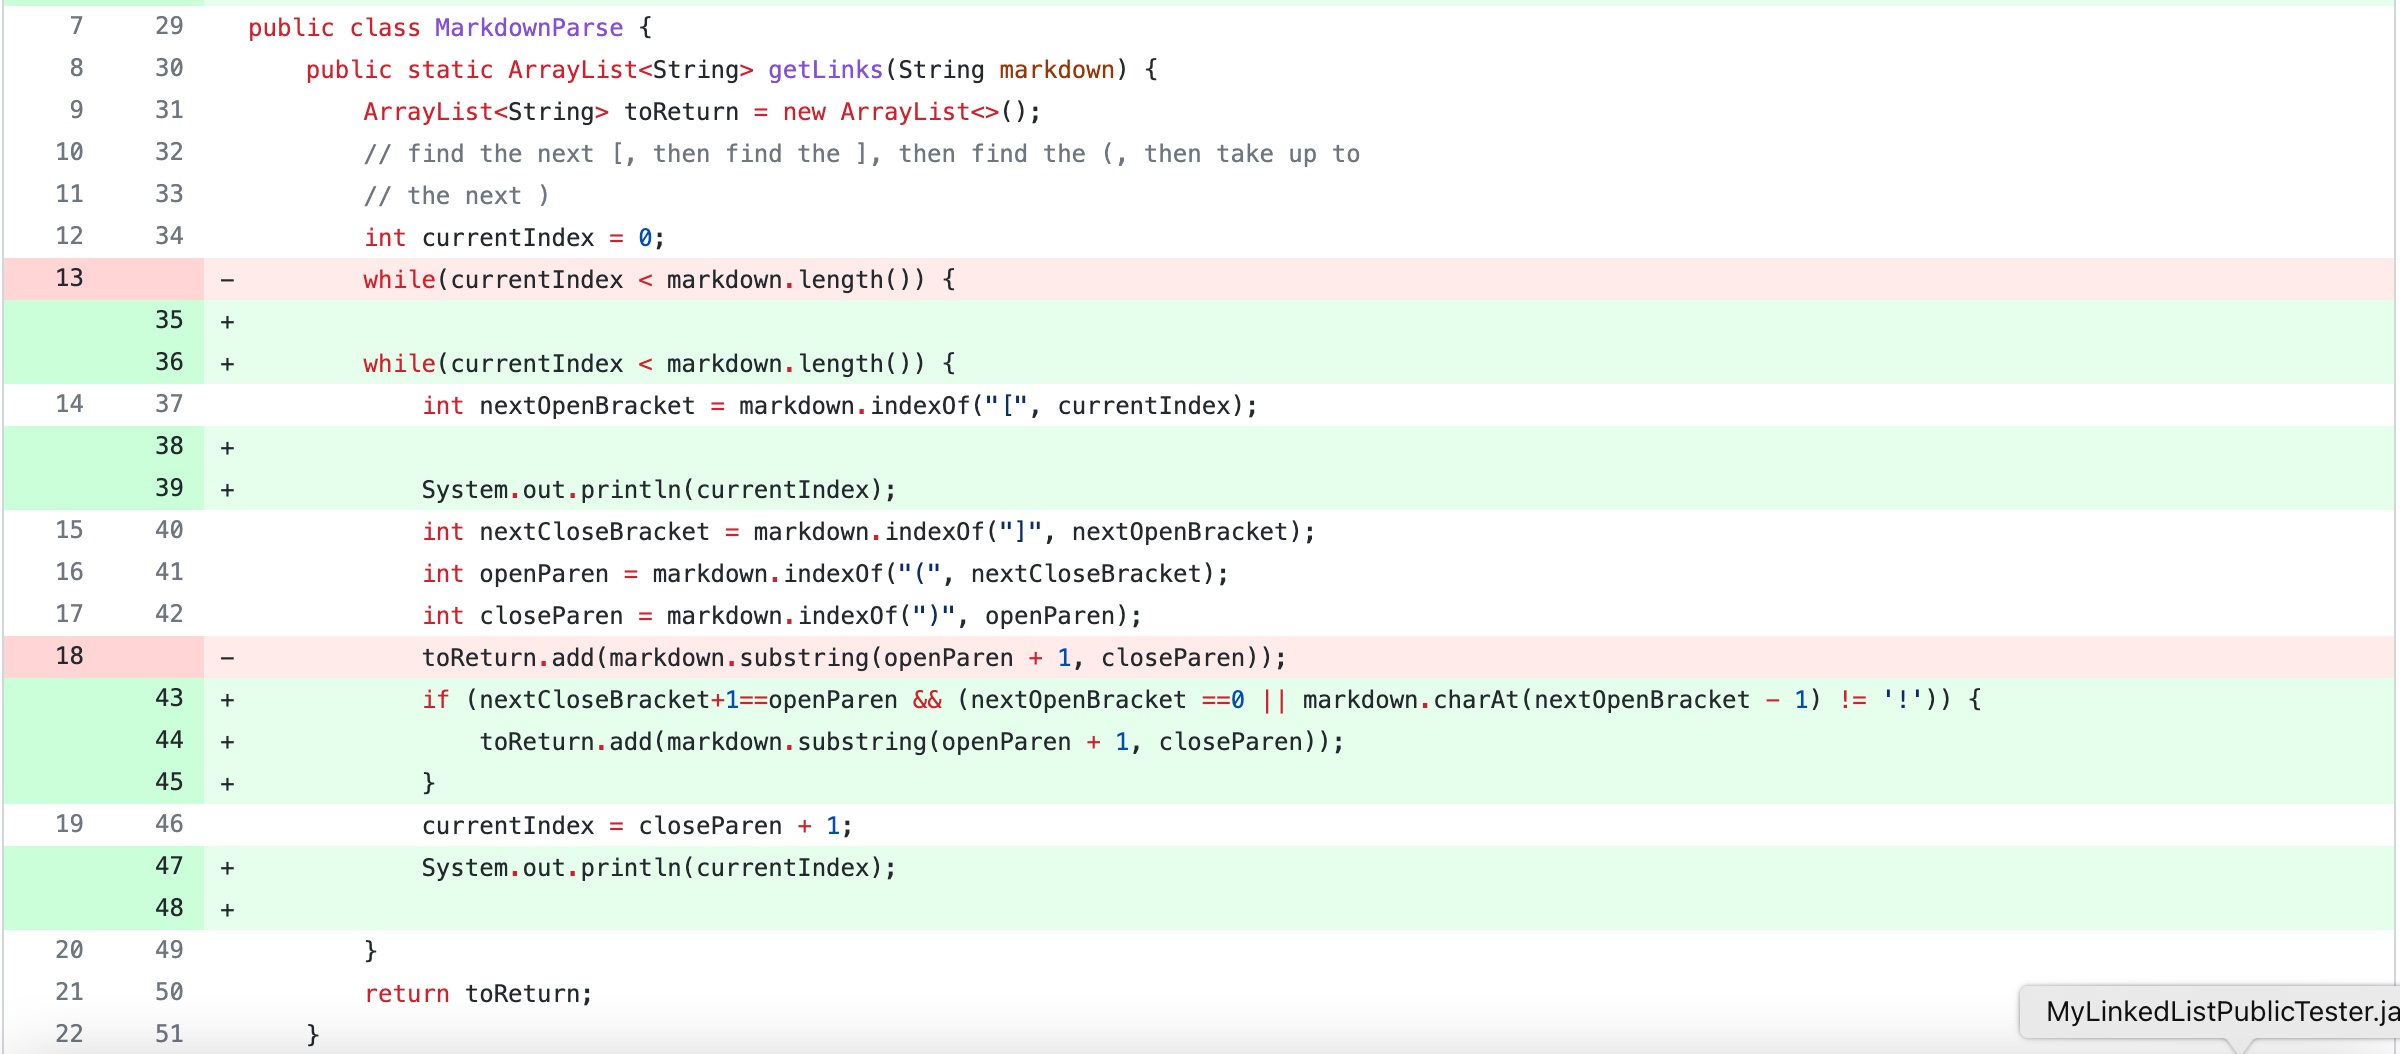 7 29 public class MarkdownParse {
8 30 public static ArrayList<String> getLinks(String markdown) {
9 31 ArrayList<String> toReturn = new ArrayList<>();
10 32 // find the next [, then find the ], then find the (, then take up to
11 33 // the next )
12 34 int currentIndex = 0;
13 - while(currentIndex < markdown.length()) {
35 +
36 + while(currentIndex < markdown.length()) {
14 37 int nextOpenBracket = markdown.indexOf("[", currentIndex);
38 +
39 + System.out.println(currentIndex);
15 40 int nextCloseBracket = markdown.indexOf("]", nextOpenBracket);
16 41 int openParen = markdown.indexOf("(", nextCloseBracket);
17 42 int closeParen = markdown.indexOf(")", openParen);
18 - toReturn.add(markdown.substring(openParen + 1, closeParen));
43 + if (nextCloseBracket+1==openParen && (nextOpenBracket ==0 || markdown.charAt(nextOpenBracket - 1) != '!')) {
44 + toReturn.add(markdown.substring(openParen + 1, closeParen));
45 + }
19 46 currentIndex = closeParen + 1;
47 + System.out.println(currentIndex);
48 +
20 49 }
21 50 return toReturn;
22 51 }
MyLinkedListPublicTester.ja